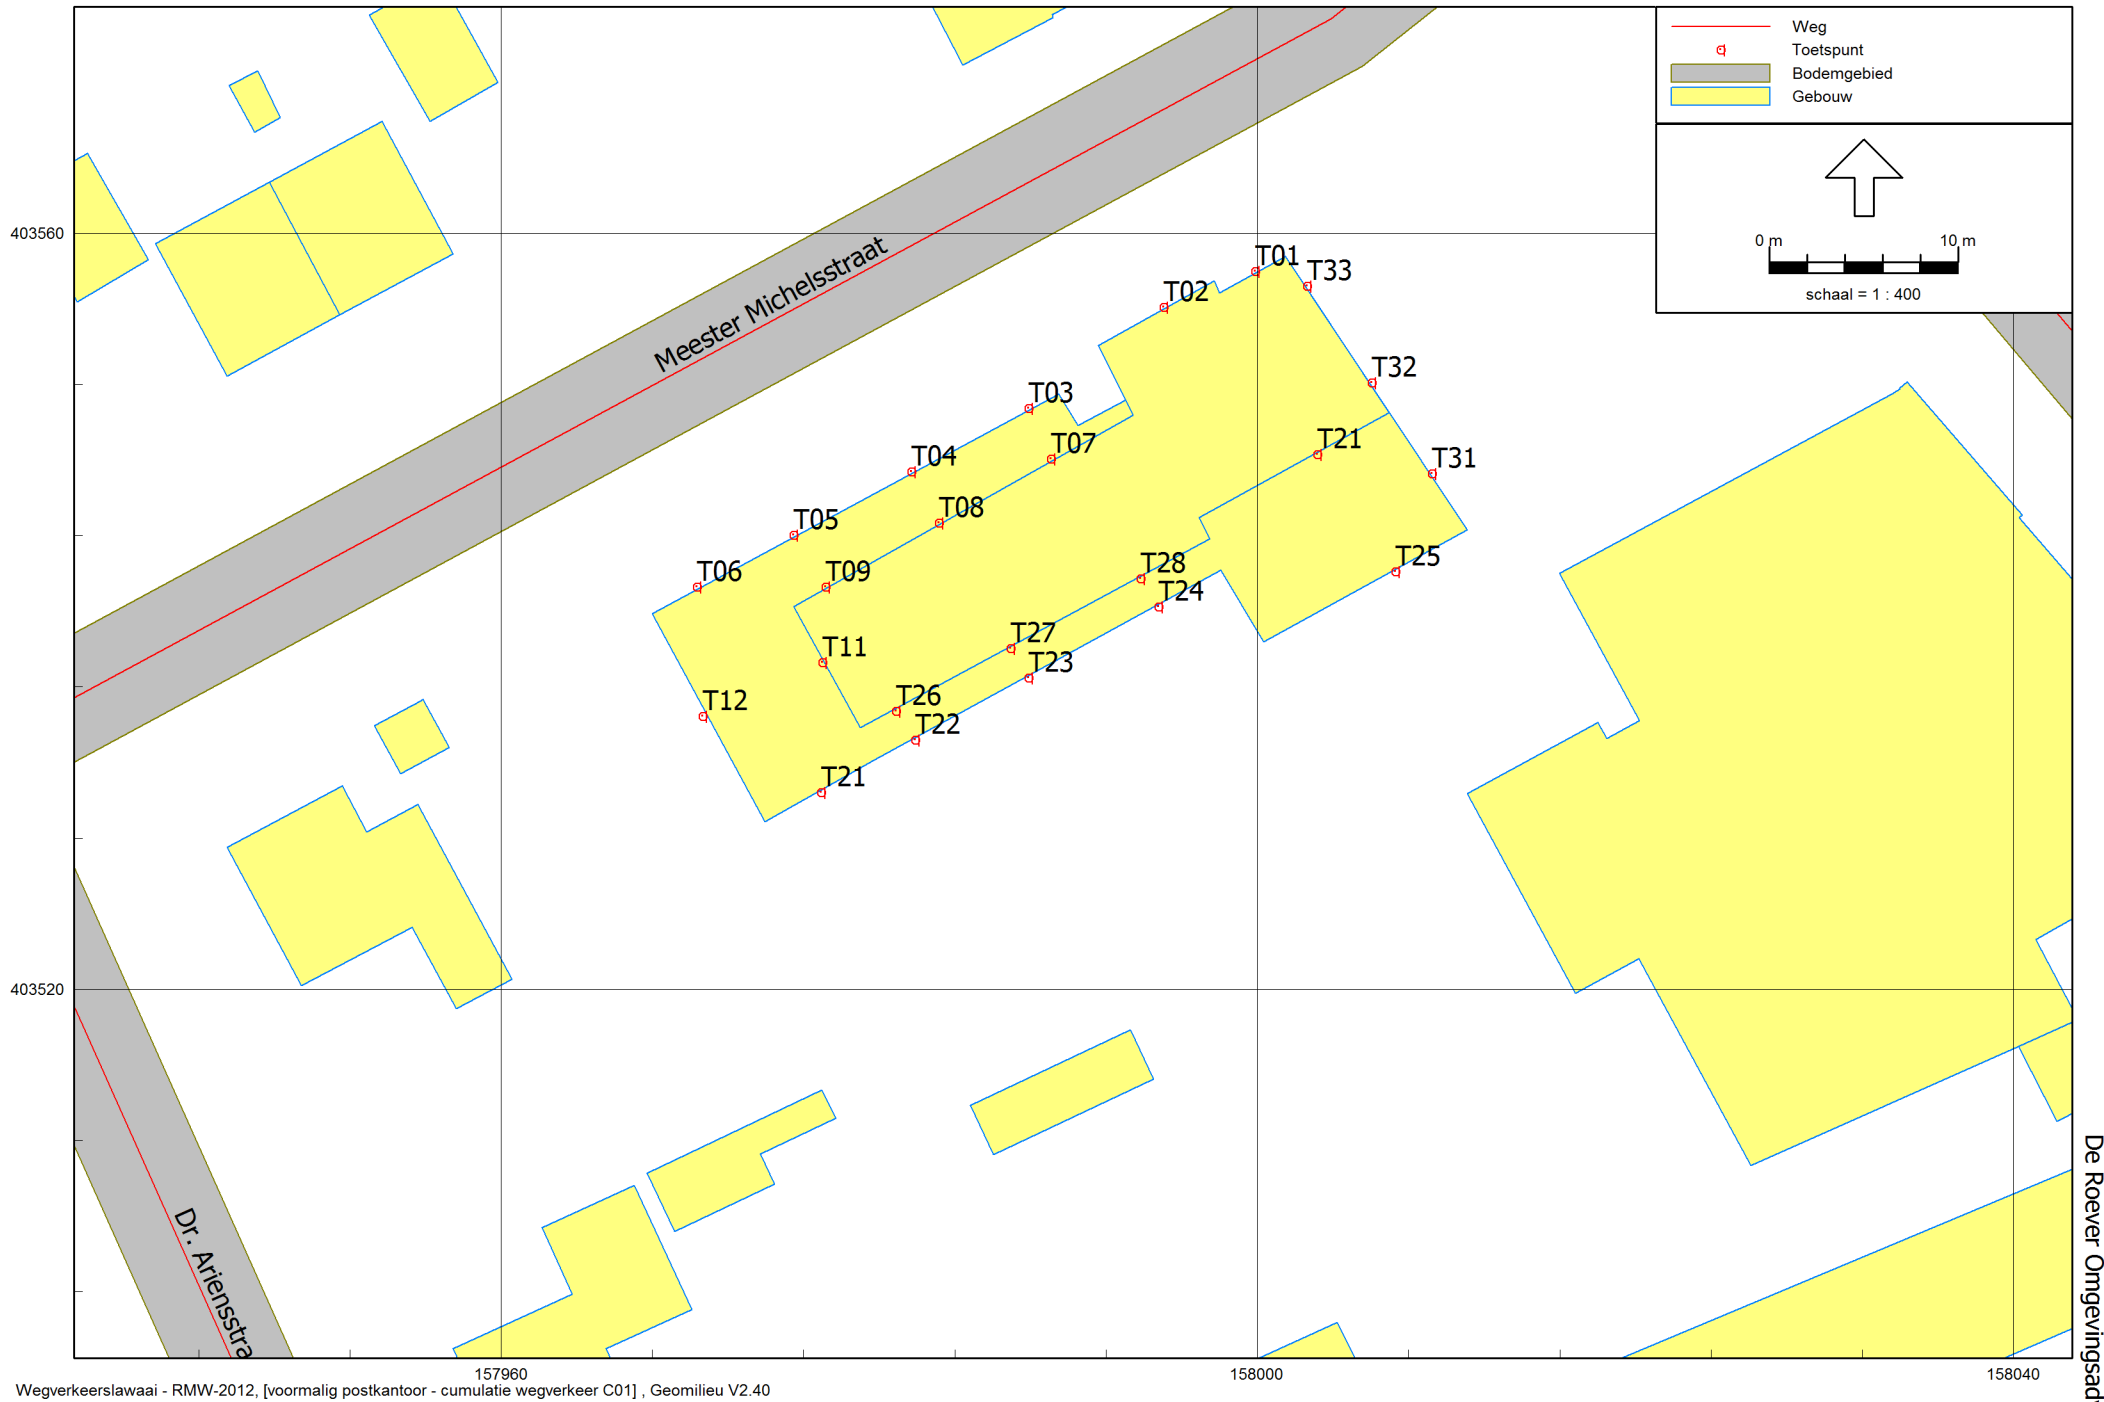 Weg
Toetspunt
Bodemgebied
Gebouw
0 m 10 m
schaal = 1 : 400
403560
Meester Michelsstraat
T01
T33
T02
T32
T03
T07
T21
T04
T31
T05
T08
T28
T25
T06
T09
T24
T27
T11
T23
T26
T12
T22
T21
403520
Dr. Ariensstra
De Roever Omgevingsad
157960 158000 158040
Wegverkeerslawaai - RMW-2012, [voormalig postkantoor - cumulatie wegverkeer C01] , Geomilieu V2.40